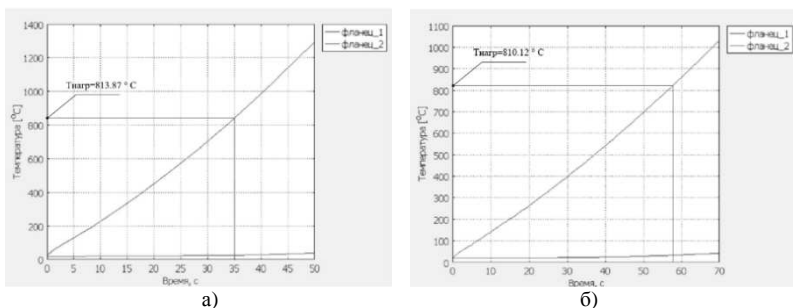 1400
1200
1000
800
600
400
200
0
Температура [°C]
Tнагр=813.87 ° C
0 5 10 15 20 25 30 35 40 45 50
Время, с
фланец_1
фланец_2
а)
1100
1000
900
800
700
600
500
400
300
200
100
0
Температура [°C]
Tнагр=810.12 ° C
0 10 20 30 40 50 60 70
Время, с
фланец_1
фланец_2
б)